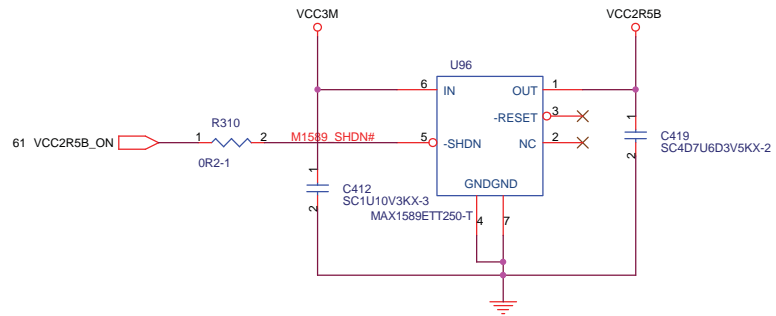 VCC3M
VCC2R5B
U96
6
IN
OUT
1
-RESET
3
R310
61 VCC2R5B_ON
1
2
M1589_SHDN#
5
-SHDN
NC
2
0R2-1
1
C419
SC4D7U6D3V5KX-2
2
1
C412
SC1U10V3KX-3
2
GNDGND
MAX1589ETT250-T
4
7